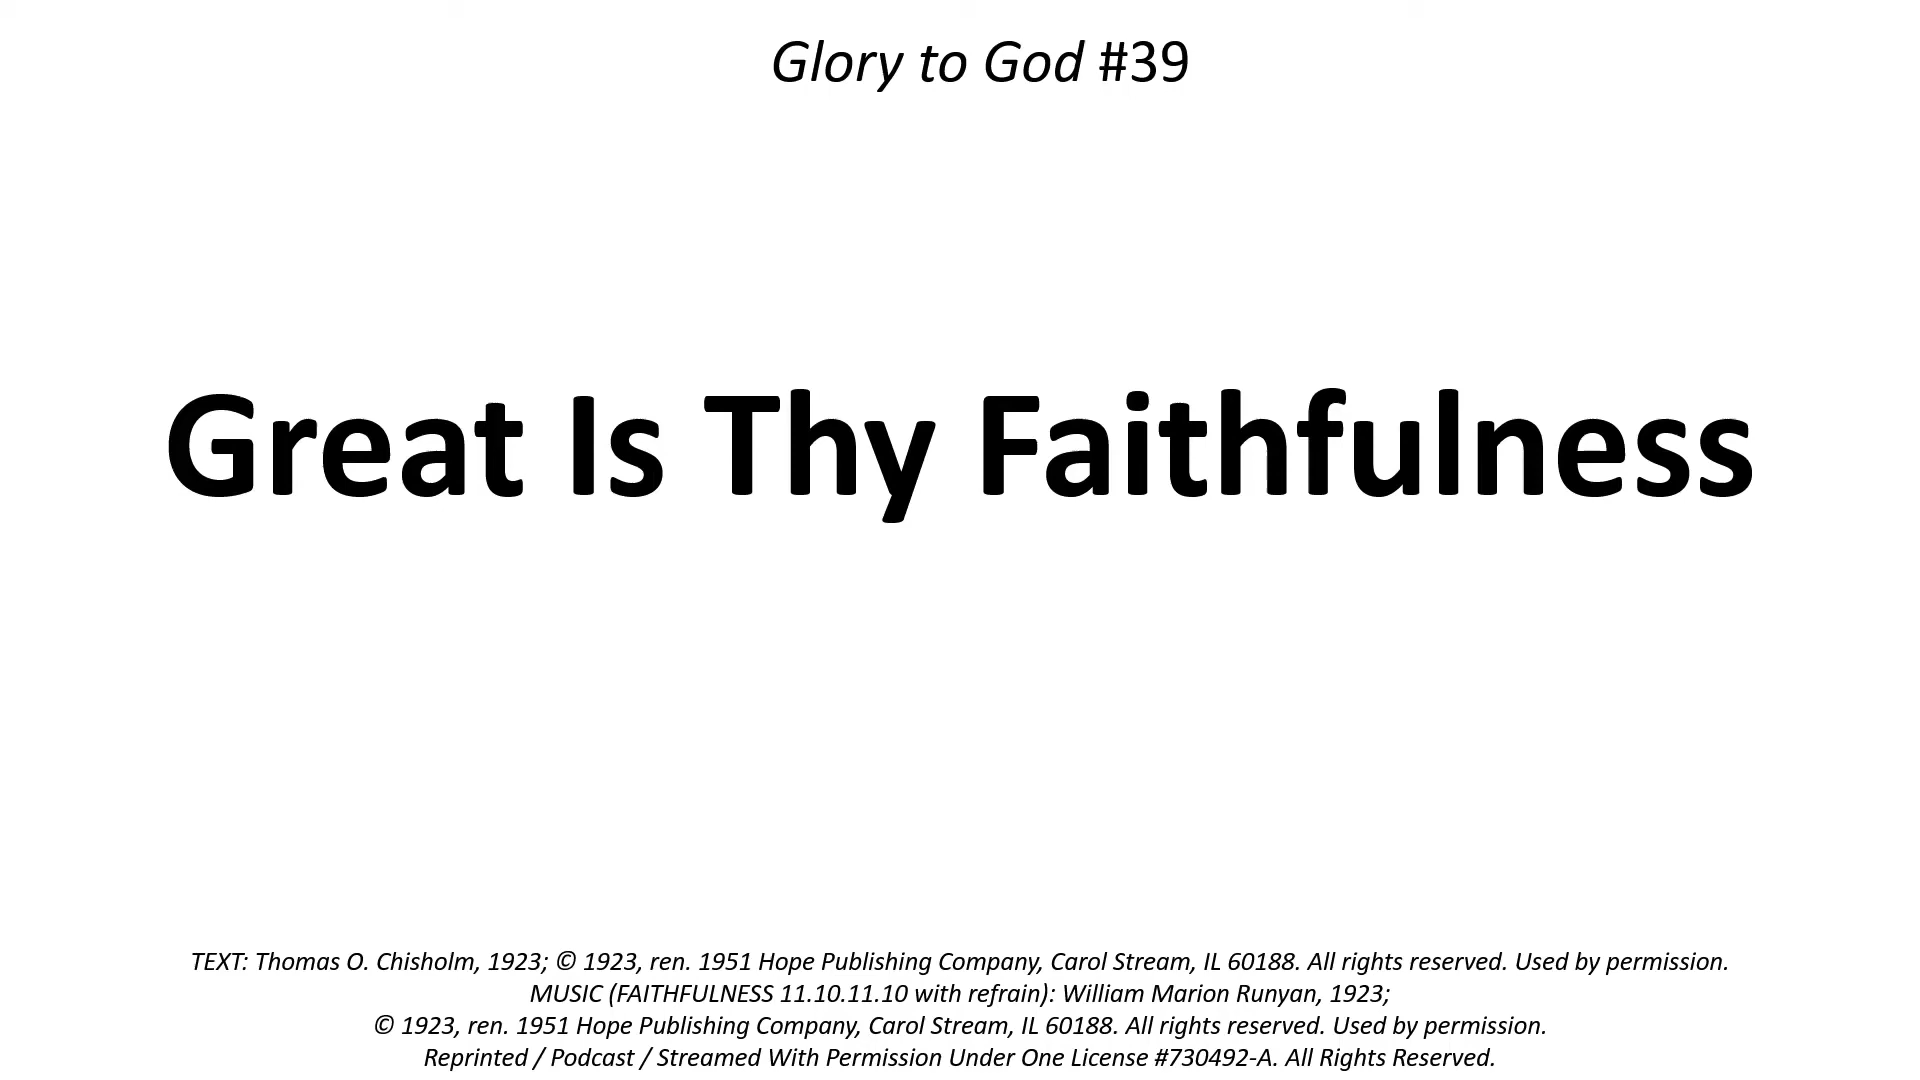 Glory to God #39
Great Is Thy Faithfulness
TEXT: Thomas O. Chisholm, 1923; © 1923, ren. 1951 Hope Publishing Company, Carol Stream, IL 60188. All rights reserved. Used by permission.
MUSIC (FAITHFULNESS 11.10.11.10 with refrain): William Marion Runyan, 1923;
© 1923, ren. 1951 Hope Publishing Company, Carol Stream, IL 60188. All rights reserved. Used by permission.
Reprinted / Podcast / Streamed With Permission Under One License #730492-A. All Rights Reserved.